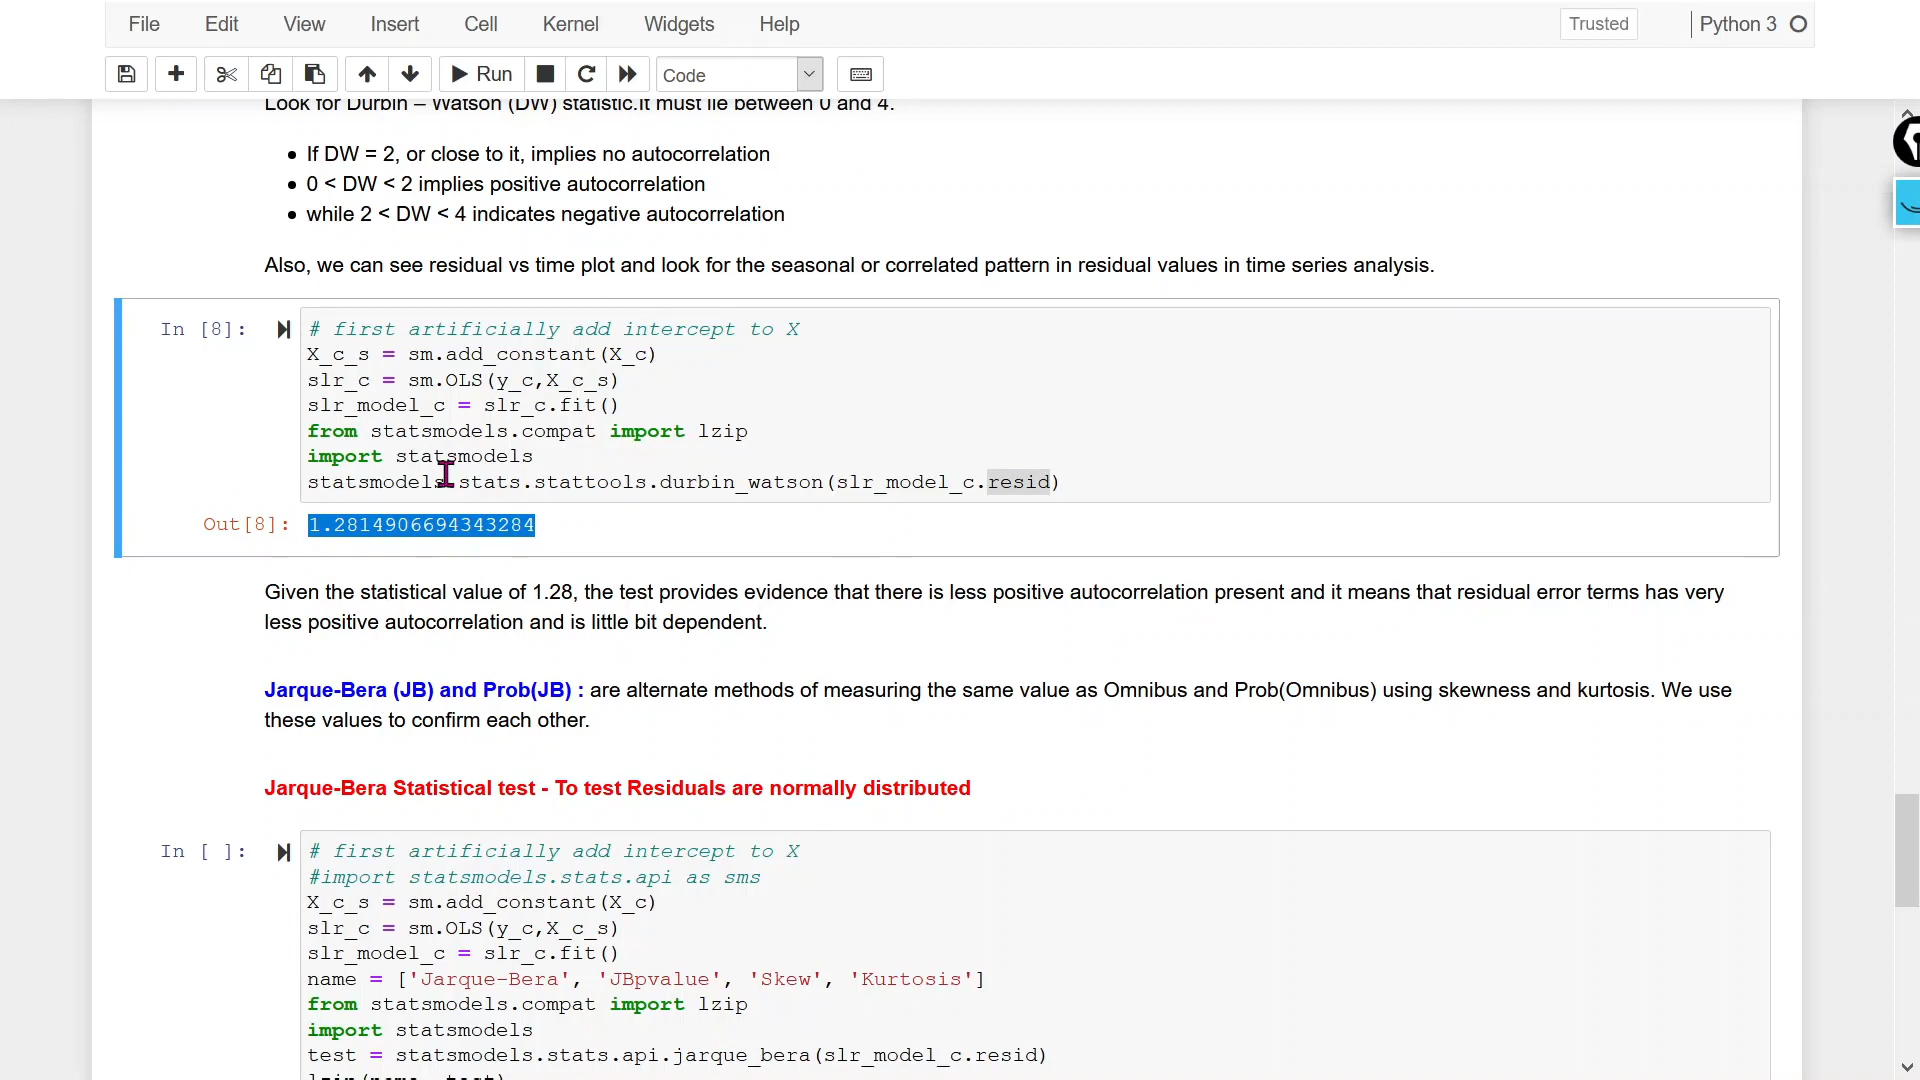 File Edit View Insert Cell Kernel Widgets Help Trusted Python 3
Run Code
Look for Durbin – Watson (DW) statistic.It must lie between 0 and 4.
If DW = 2, or close to it, implies no autocorrelation
0 < DW < 2 implies positive autocorrelation
while 2 < DW < 4 indicates negative autocorrelation
Also, we can see residual vs time plot and look for the seasonal or correlated pattern in residual values in time series analysis.
In [8]: # first artificially add intercept to X
X_c_s = sm.add_constant(X_c)
slr_c = sm.OLS(y_c,X_c_s)
slr_model_c = slr_c.fit()
from statsmodels.compat import lzip
import statsmodels
statsmodels.stats.stattools.durbin_watson(slr_model_c.resid)
Out[8]: 1.2814906694343284
Given the statistical value of 1.28, the test provides evidence that there is less positive autocorrelation present and it means that residual error terms has very
less positive autocorrelation and is little bit dependent.
Jarque-Bera (JB) and Prob(JB) : are alternate methods of measuring the same value as Omnibus and Prob(Omnibus) using skewness and kurtosis. We use
these values to confirm each other.
Jarque-Bera Statistical test - To test Residuals are normally distributed
In [ ]: # first artificially add intercept to X
#import statsmodels.stats.api as sms
X_c_s = sm.add_constant(X_c)
slr_c = sm.OLS(y_c,X_c_s)
slr_model_c = slr_c.fit()
name = ['Jarque-Bera', 'JBpvalue', 'Skew', 'Kurtosis']
from statsmodels.compat import lzip
import statsmodels
test = statsmodels.stats.api.jarque_bera(slr_model_c.resid)